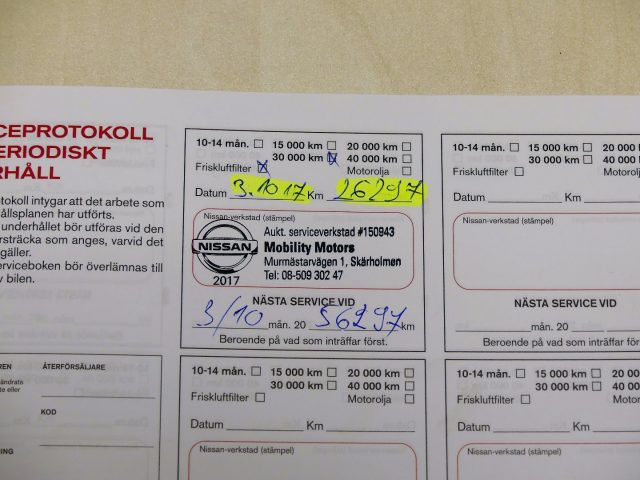 CEPROTOKOLL
ERIODISKT
RHÅLL
otokoll intygar att det arbete som
ållsplanen har utförts.
underhållet bör utföras vid den
rsträcka som anges, varvid det
gäller.
erviceboken bör överlämnas till
v bilen.
REN ÅTERFÖRSÄLJARE
KOD
10-14 mån. 15 000 km 20 000 km
30 000 km 40 000 km
Friskluftfilter Motorolja
Datum 3.10 17 Km 26297
Nissan-verkstad (stämpel)
NISSAN
2017
Aukt. serviceverkstad #150943
Mobility Motors
Murmästarvägen 1, Skärholmen
Tel: 08-509 302 47
NÄSTA SERVICE VID
3/10 mån. 20 56297 km
Beroende på vad som inträffar först.
10-14 mån. 15 000 km 20 000 km
30 000 km 40 000 km
Friskluftfilter Motorolja
Datum Km
Nissan-verkstad (stämpel)
10-14 mån. 15 000 km 20 000 km
30 000 km 40 000 km
Friskluftfilter Motorolja
Datum Km
Nissan-verkstad (stämpel)
NÄSTA SERVICE VID
mån. 20
Beroende på vad som inträffar
10-14 mån. 15 000 km 20 000
30 000 km 40 000
Friskluftfilter Motorolja
Datum Km
Nissan-verkstad (stämpel)